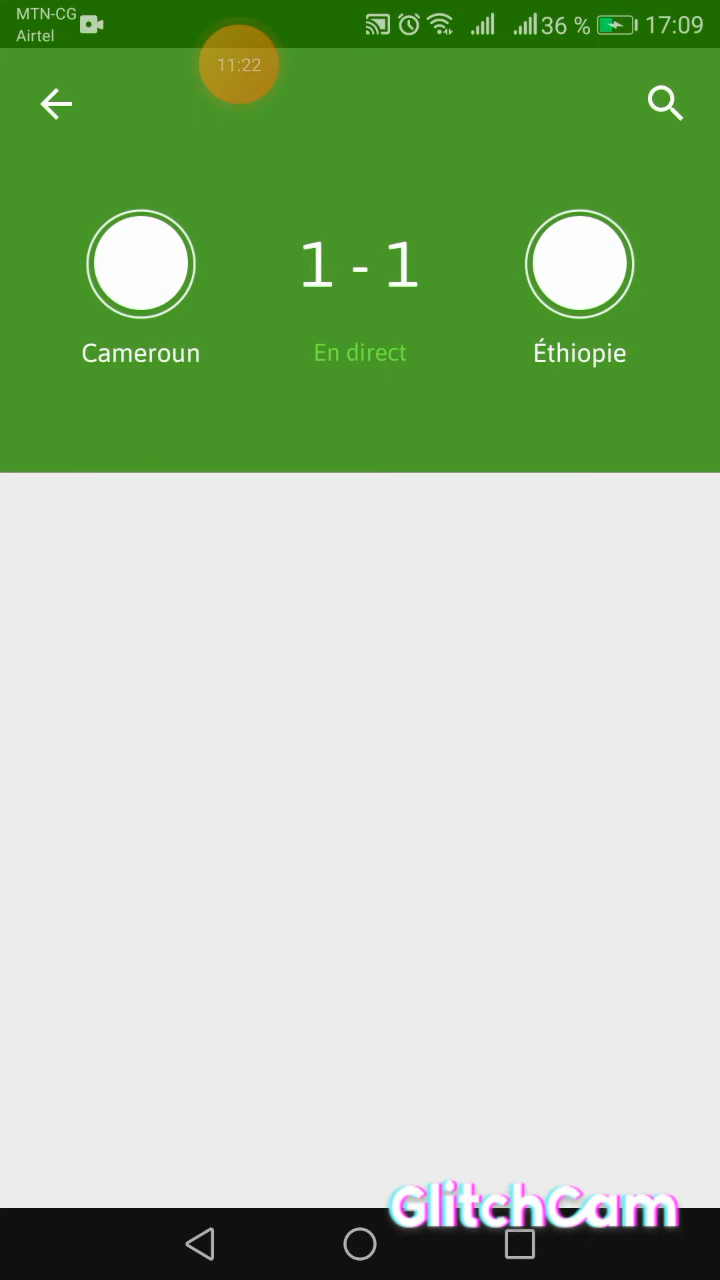 MTN-CG
Airtel
36 %
17:09
11:22
1 - 1
Cameroun
En direct
Éthiopie
GlitchCam